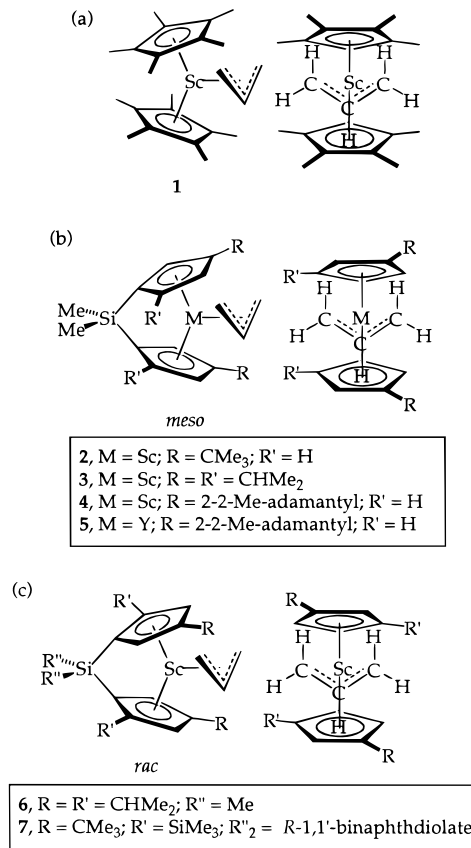 (a)
Sc
1
H H
C Sc C
H C H
H
(b)
R
R'
Me Si M
Me R'
R' R
meso
R
R'
H H
C M C
H C H
R' H
R
2, M = Sc; R = CMe3; R' = H
3, M = Sc; R = R' = CHMe2
4, M = Sc; R = 2-2-Me-adamantyl; R' = H
5, M = Y; R = 2-2-Me-adamantyl; R' = H
(c)
R'
R
R'' Si Sc
R''
R' R
rac
R
R'
H H
C Sc C
H C H
R' H
R
6, R = R' = CHMe2; R" = Me
7, R = CMe3; R' = SiMe3; R"2 = R-1,1'-binaphthdiolate